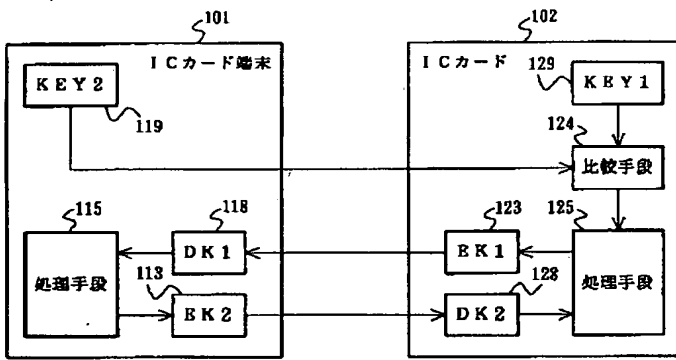 101
102
ICカード端末
ICカード
KEY2
119
129
KEY1
124
比較手段
115
118
123
125
DK1
EK1
処理手段
113
128
処理手段
EK2
DK2